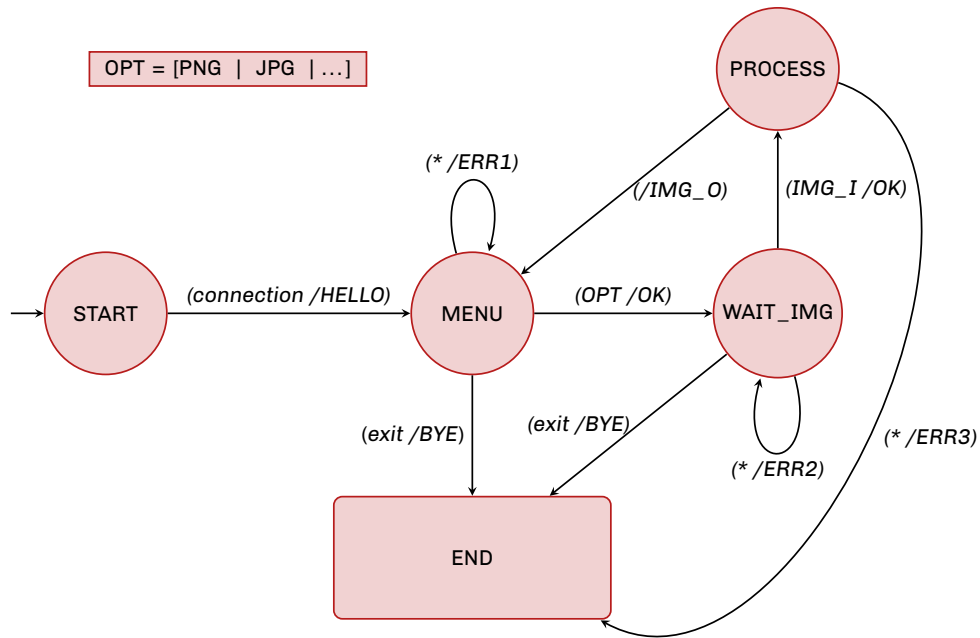 PROCESS
OPT = [PNG | JPG | ...]
(* /ERR1)
(/IMG_O)
(IMG_I /OK)
START
(connection /HELLO)
MENU
(OPT /OK)
WAIT_IMG
(exit /BYE)
(exit /BYE)
(* /ERR2)
(* /ERR3)
END